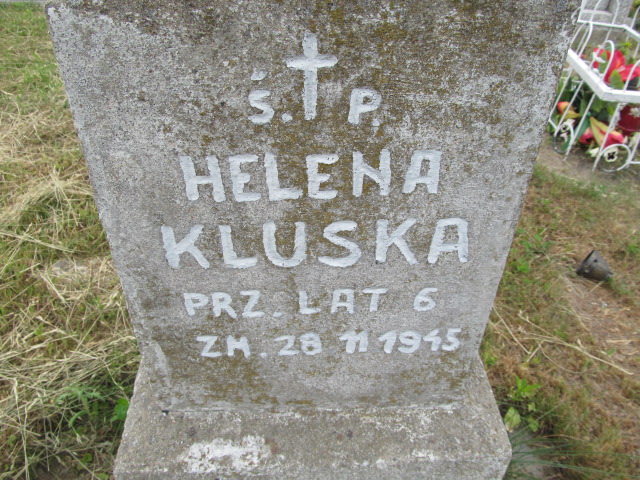 Ś. P.
HELENA
KLUSKA
PRZ. LAT 6
ZM. 28 11 1945